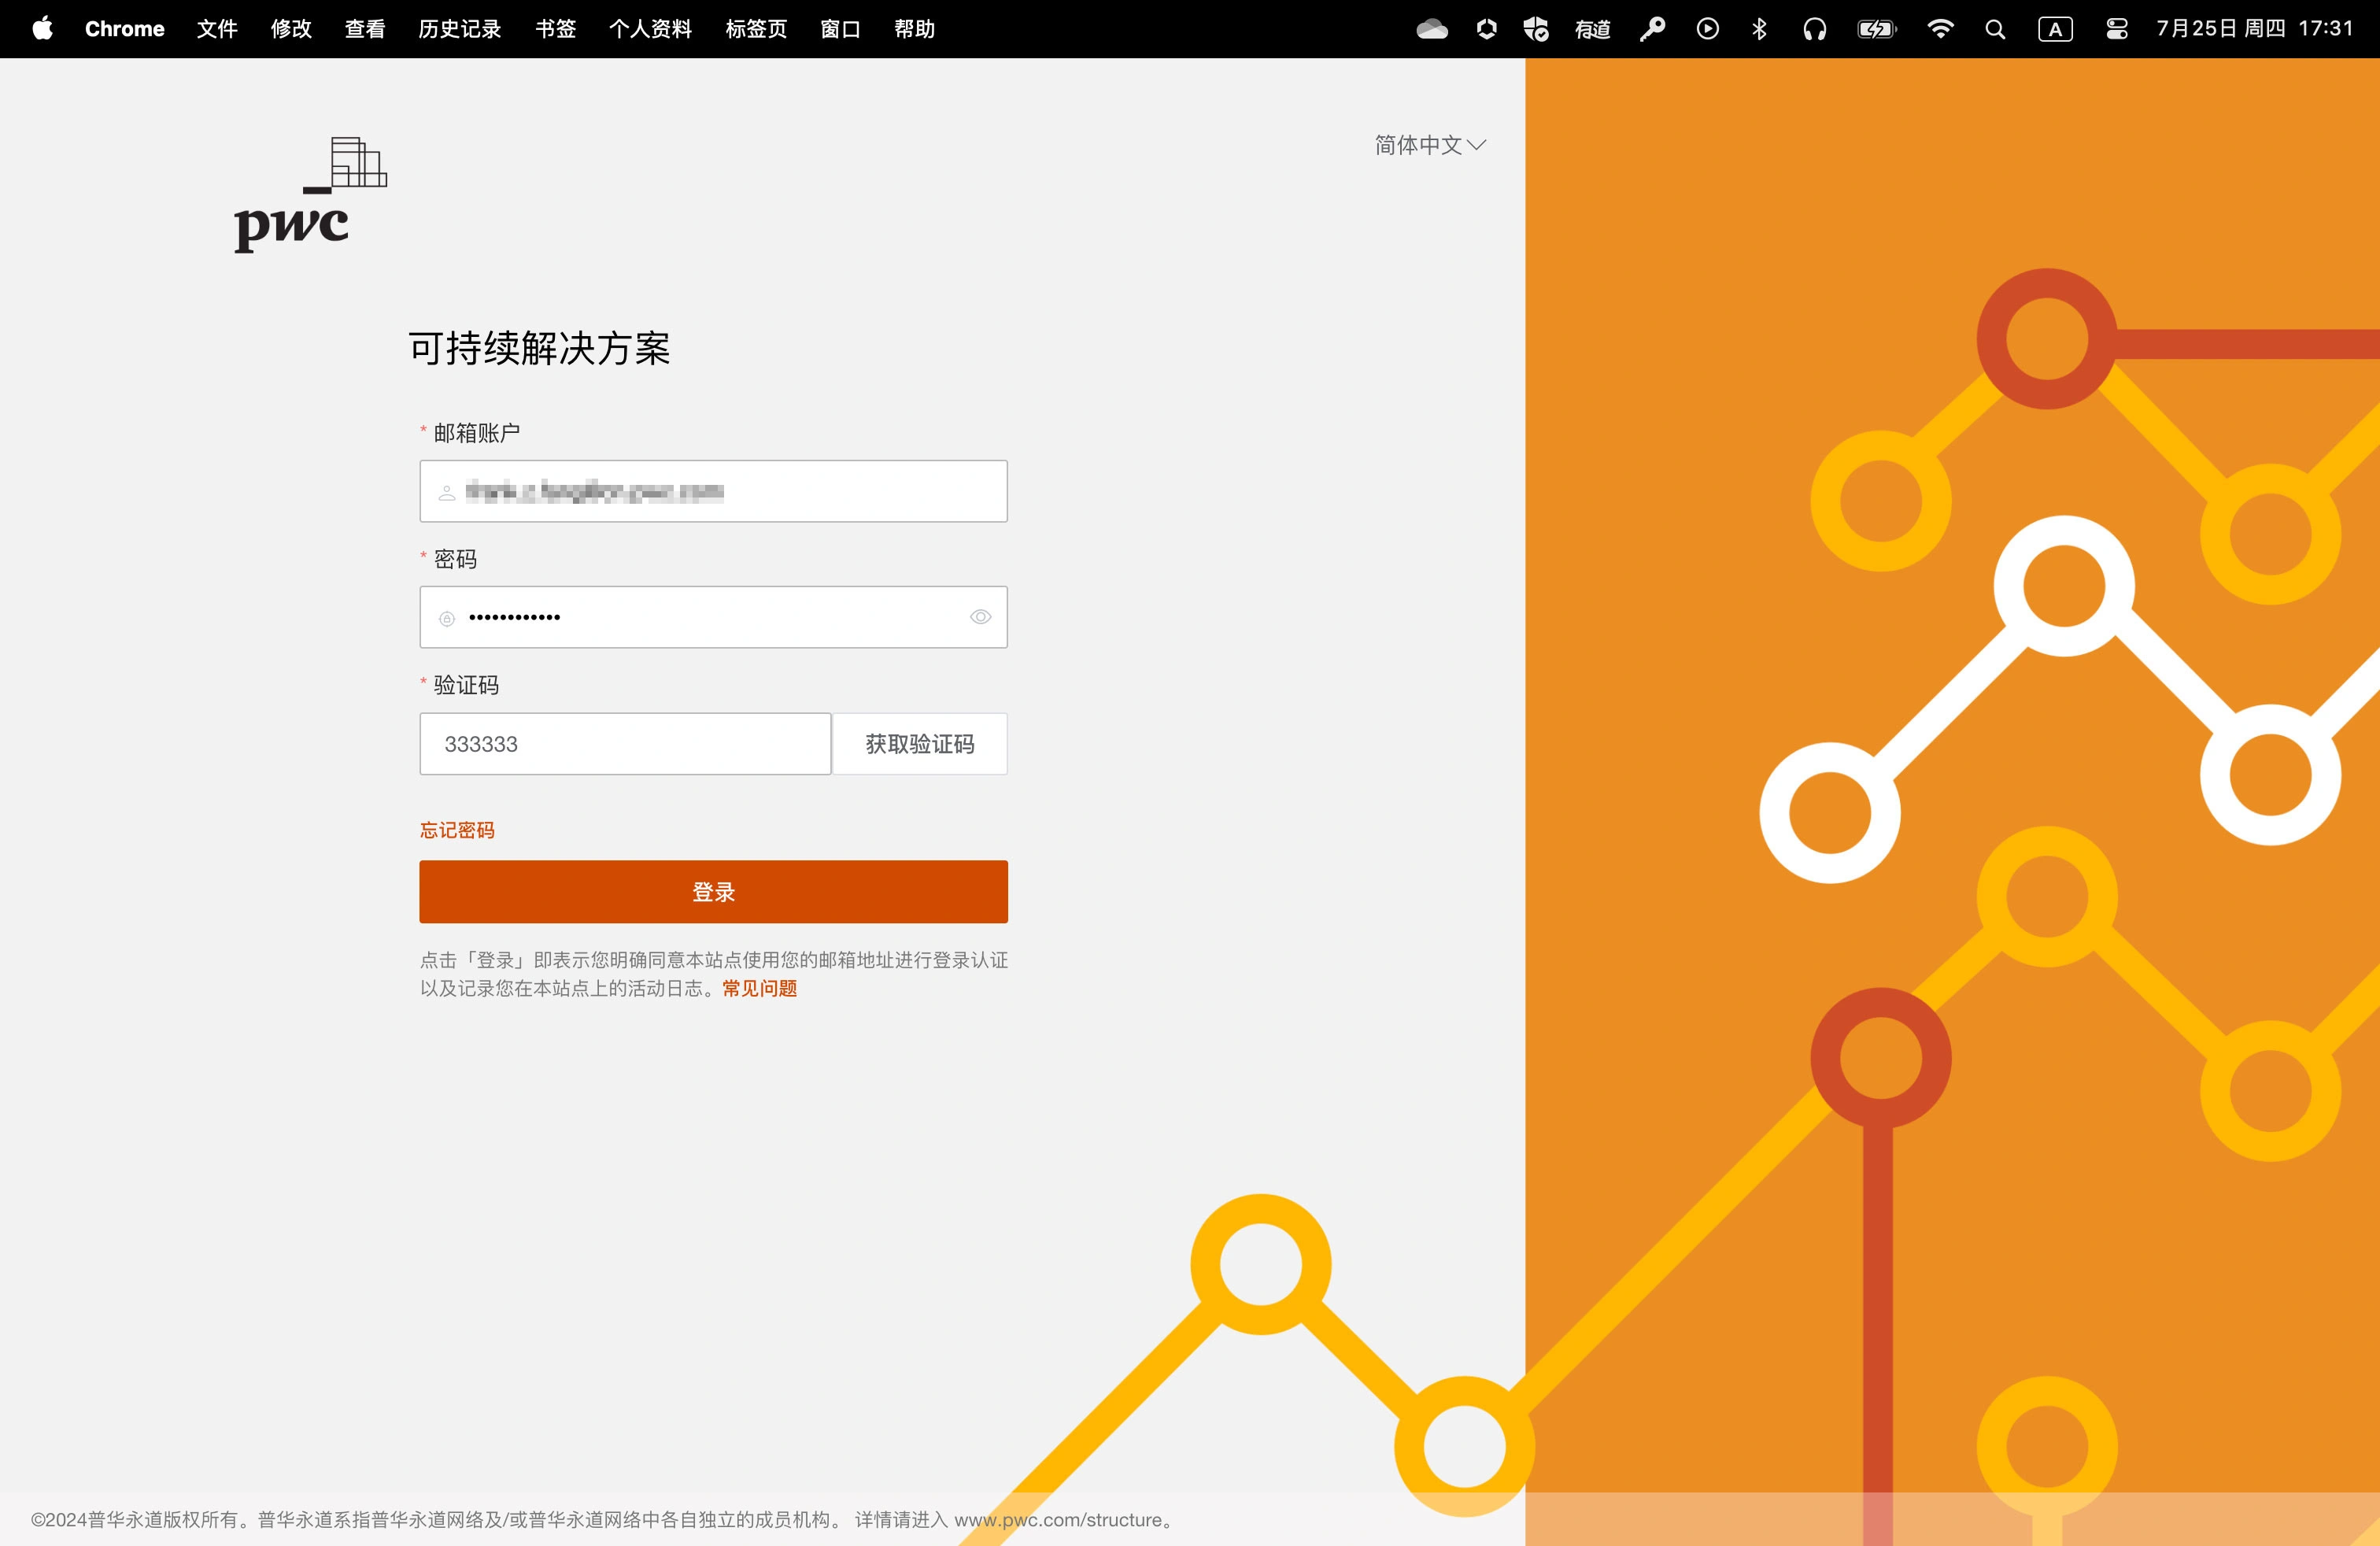 Chrome 文件 修改 查看 历史记录 书签 个人资料 标签页 窗口 帮助 有道 A 7月25日 周四 17:31
简体中文
pwc
可持续解决方案
* 邮箱账户
* 密码
••••••••••••
* 验证码
333333 获取验证码
忘记密码
登录
点击「登录」即表示您明确同意本站点使用您的邮箱地址进行登录认证
以及记录您在本站点上的活动日志。常见问题
©2024普华永道版权所有。普华永道系指普华永道网络及/或普华永道网络中各自独立的成员机构。 详情请进入 www.pwc.com/structure。